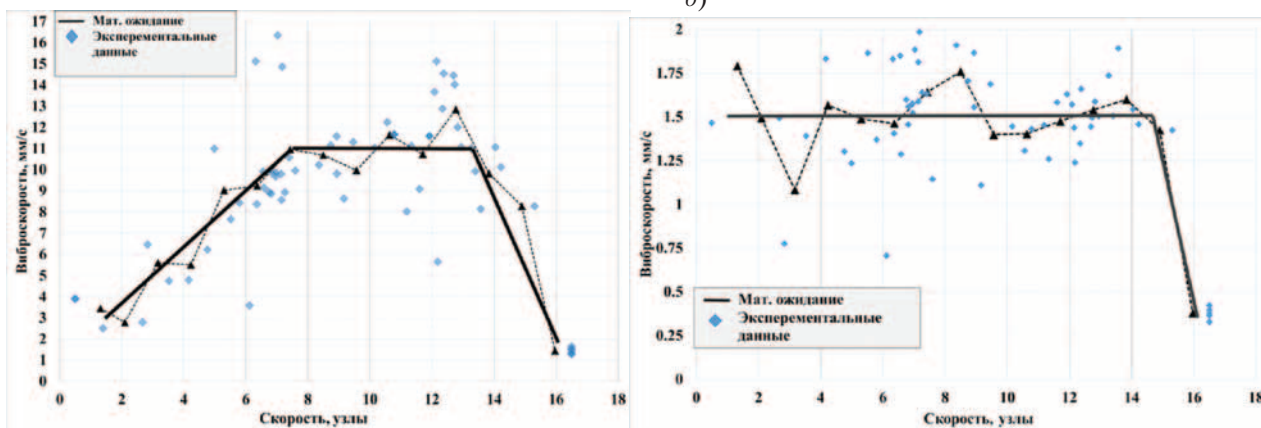 б)
17
16
15
14
13
12
11
10
9
8
7
6
5
4
3
2
1
0
Виброскорость, мм/с
Мат. ожидание
Эксперементальные
данные
0 2 4 6 8 10 12 14 16 18
Скорость, узлы
2
1.75
1.5
1.25
1
0.75
0.5
0.25
0
Виброскорость, мм/с
Мат. ожидание
Эксперементальные
данные
0 2 4 6 8 10 12 14 16 18
Скорость, узлы